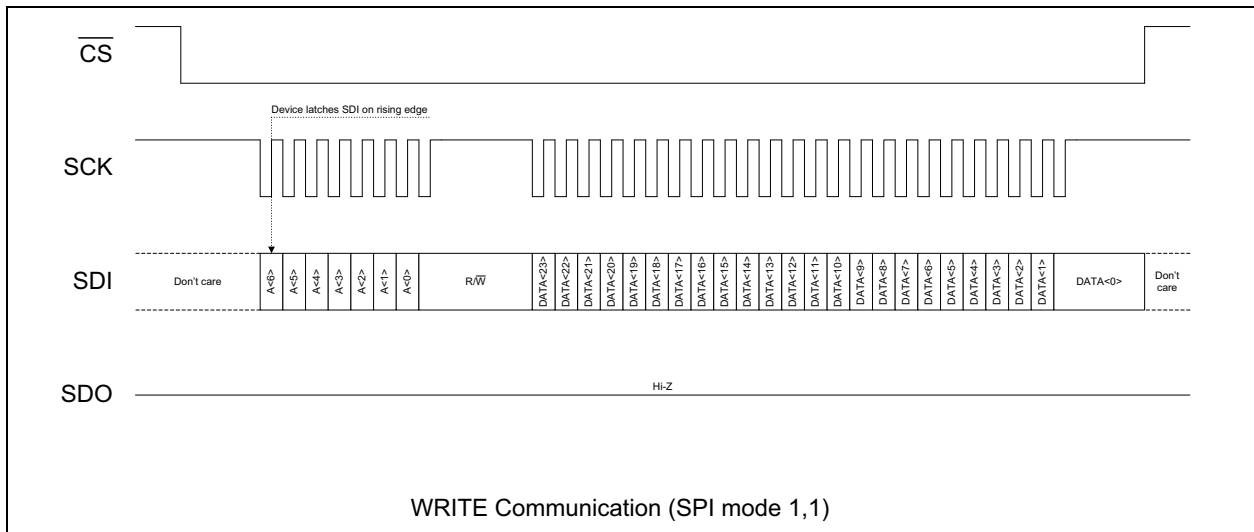 CS
Device latches SDI on rising edge
SCK
SDI
Don't care
A<6>
A<5>
A<4>
A<3>
A<2>
A<1>
A<0>
R/W
DATA<23>
DATA<22>
DATA<21>
DATA<20>
DATA<19>
DATA<18>
DATA<17>
DATA<16>
DATA<15>
DATA<14>
DATA<13>
DATA<12>
DATA<11>
DATA<10>
DATA<9>
DATA<8>
DATA<7>
DATA<6>
DATA<5>
DATA<4>
DATA<3>
DATA<2>
DATA<1>
DATA<0>
Don't
care
SDO
Hi-Z
WRITE Communication (SPI mode 1,1)